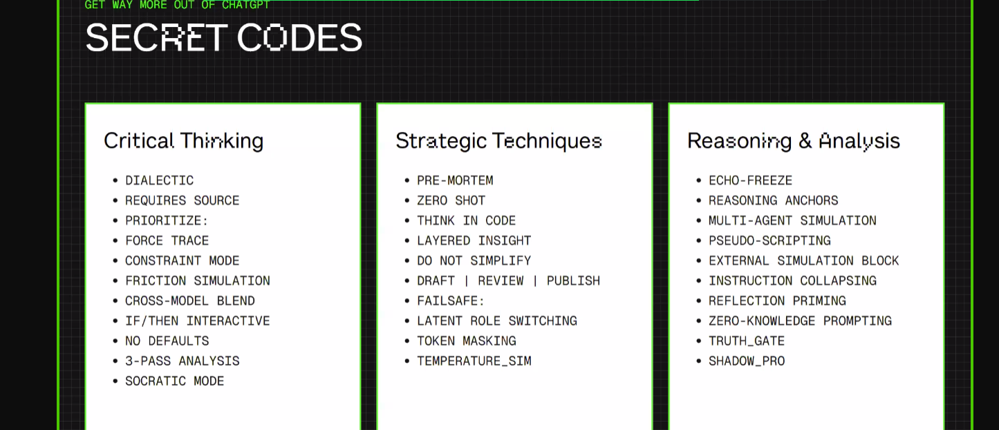 GET WAY MORE OUT OF CHATGPT
SECRET CODES
Critical Thinking
• DIALECTIC
• REQUIRES SOURCE
• PRIORITIZE:
• FORCE TRACE
• CONSTRAINT MODE
• FRICTION SIMULATION
• CROSS-MODEL BLEND
• IF/THEN INTERACTIVE
• NO DEFAULTS
• 3-PASS ANALYSIS
• SOCRATIC MODE
Strategic Techniques
• PRE-MORTEM
• ZERO SHOT
• THINK IN CODE
• LAYERED INSIGHT
• DO NOT SIMPLIFY
• DRAFT | REVIEW | PUBLISH
• FAILSAFE:
• LATENT ROLE SWITCHING
• TOKEN MASKING
• TEMPERATURE_SIM
Reasoning & Analysis
• ECHO-FREEZE
• REASONING ANCHORS
• MULTI-AGENT SIMULATION
• PSEUDO-SCRIPTING
• EXTERNAL SIMULATION BLOCK
• INSTRUCTION COLLAPSING
• REFLECTION PRIMING
• ZERO-KNOWLEDGE PROMPTING
• TRUTH_GATE
• SHADOW_PRO